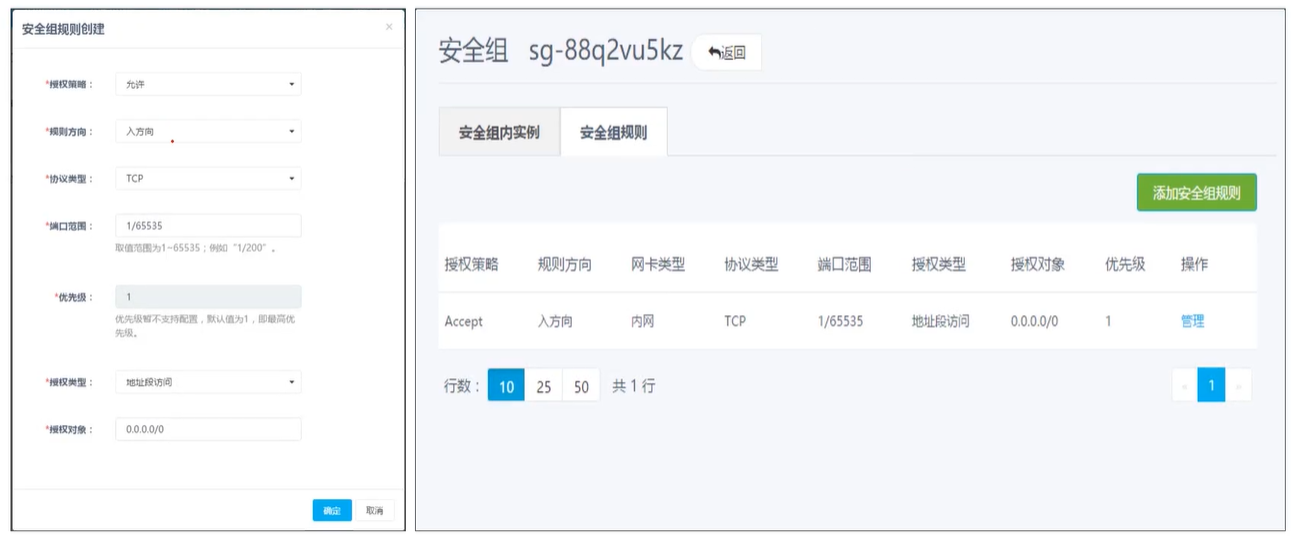 安全组规则创建 ×
*授权策略： 允许
*规则方向： 入方向
*协议类型： TCP
*端口范围： 1/65535
取值范围为1~65535；例如“1/200”。
*优先级： 1
优先级暂不支持配置，默认值为1，即最高优
先级。
*授权类型： 地址段访问
*授权对象： 0.0.0.0/0
确定 取消
安全组 sg-88q2vu5kz 返回
安全组内实例 安全组规则
添加安全组规则
授权策略 规则方向 网卡类型 协议类型 端口范围 授权类型 授权对象 优先级 操作
Accept 入方向 内网 TCP 1/65535 地址段访问 0.0.0.0/0 1 管理
行数： 10 25 50 共 1 行 « 1 »